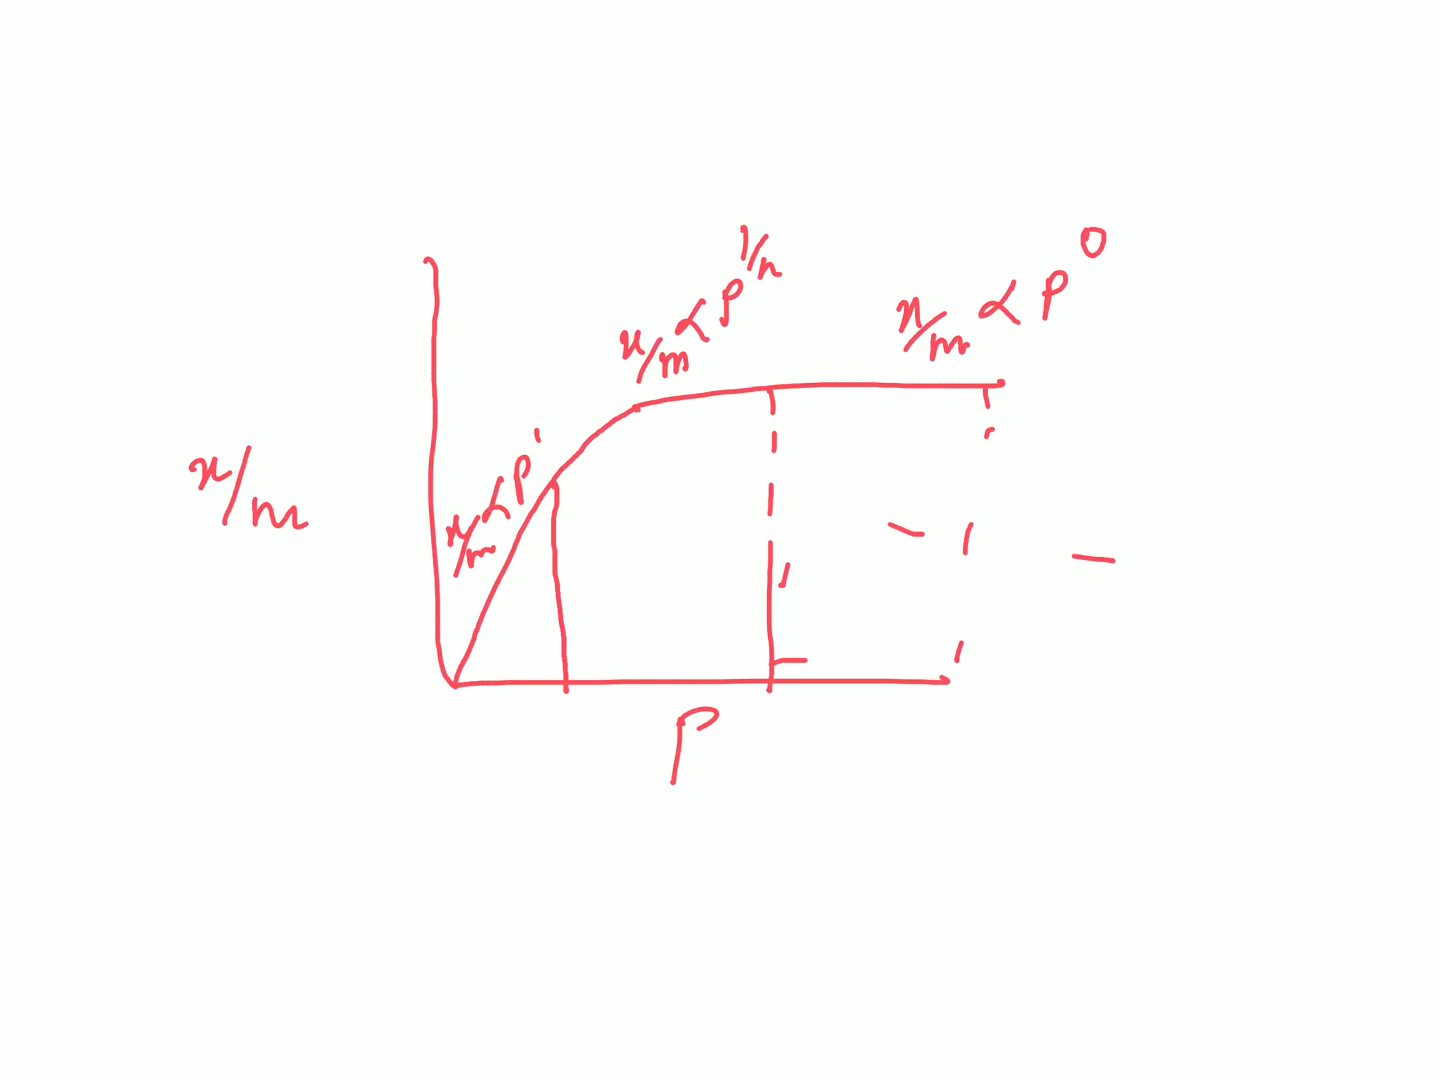 x/m ∝ P^1/n
x/m ∝ P^0
x/m ∝ P^1
x/m
P